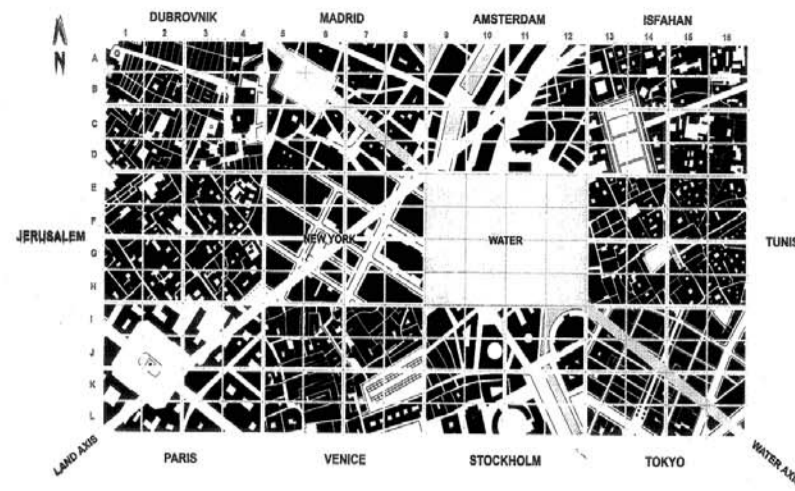 DUBROVNIK MADRID AMSTERDAM ISFAHAN
N
1 2 3 4 5 6 7 8 9 10 11 12 13 14 15 16
A
B
C
D
E
F
JERUSALEM NEW YORK WATER TUNIS
G
H
I
J
K
L
LAND AXIS PARIS VENICE STOCKHOLM TOKYO WATER AXIS